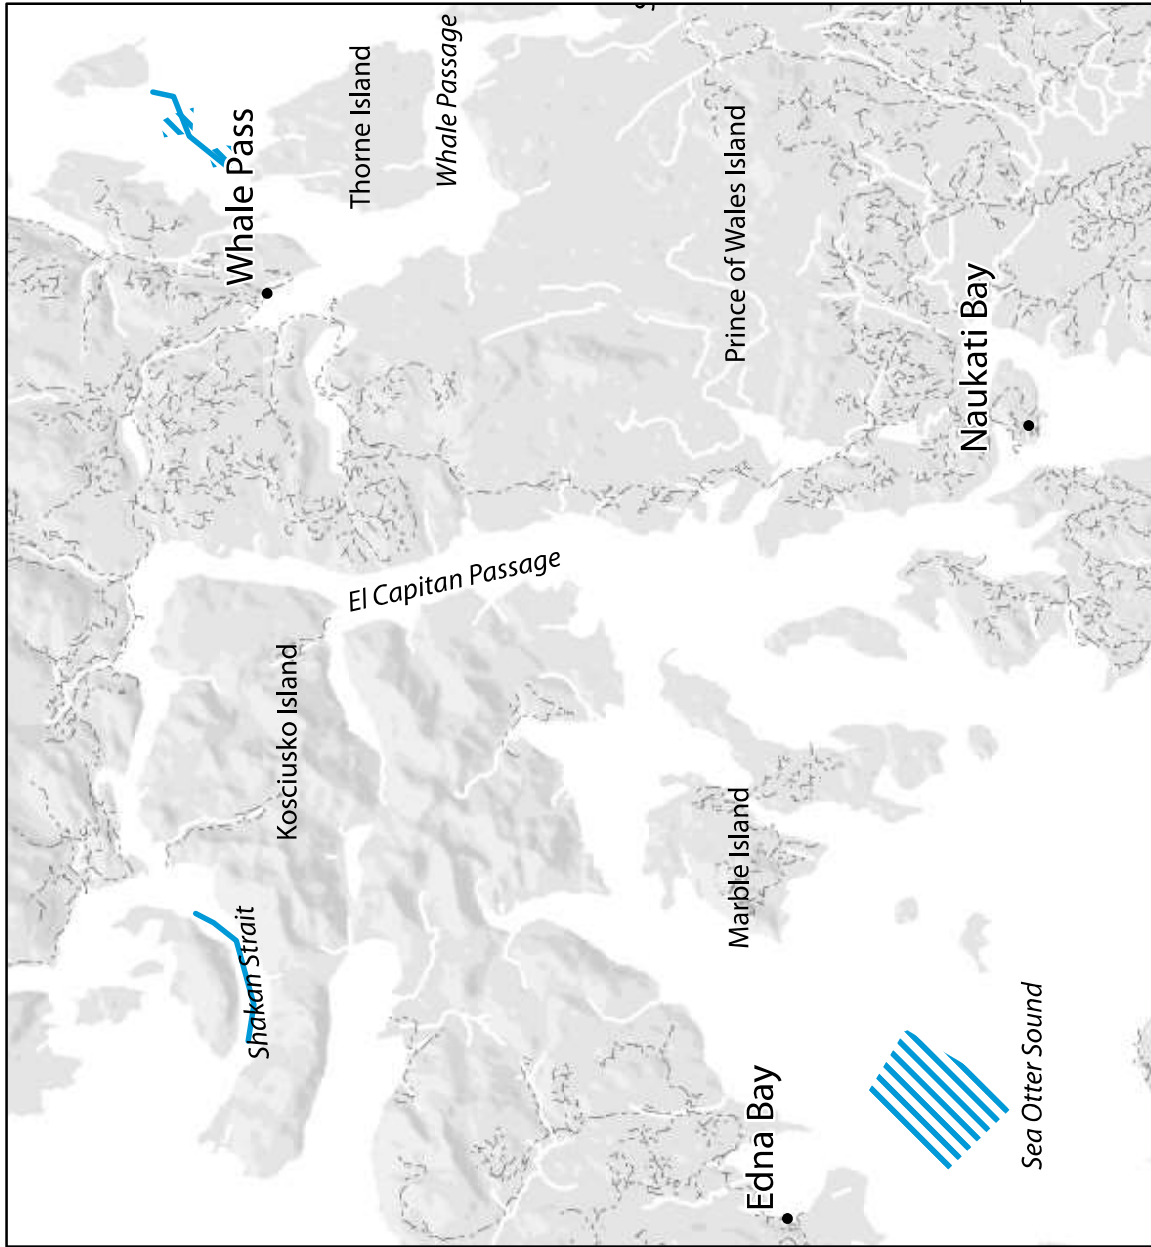 Whale Pass
Thorne Island
Whale Passage
Prince of Wales Island
Naukati Bay
El Capitan Passage
Kosciusko Island
Marble Island
Shakan Strait
Edna Bay
Sea Otter Sound